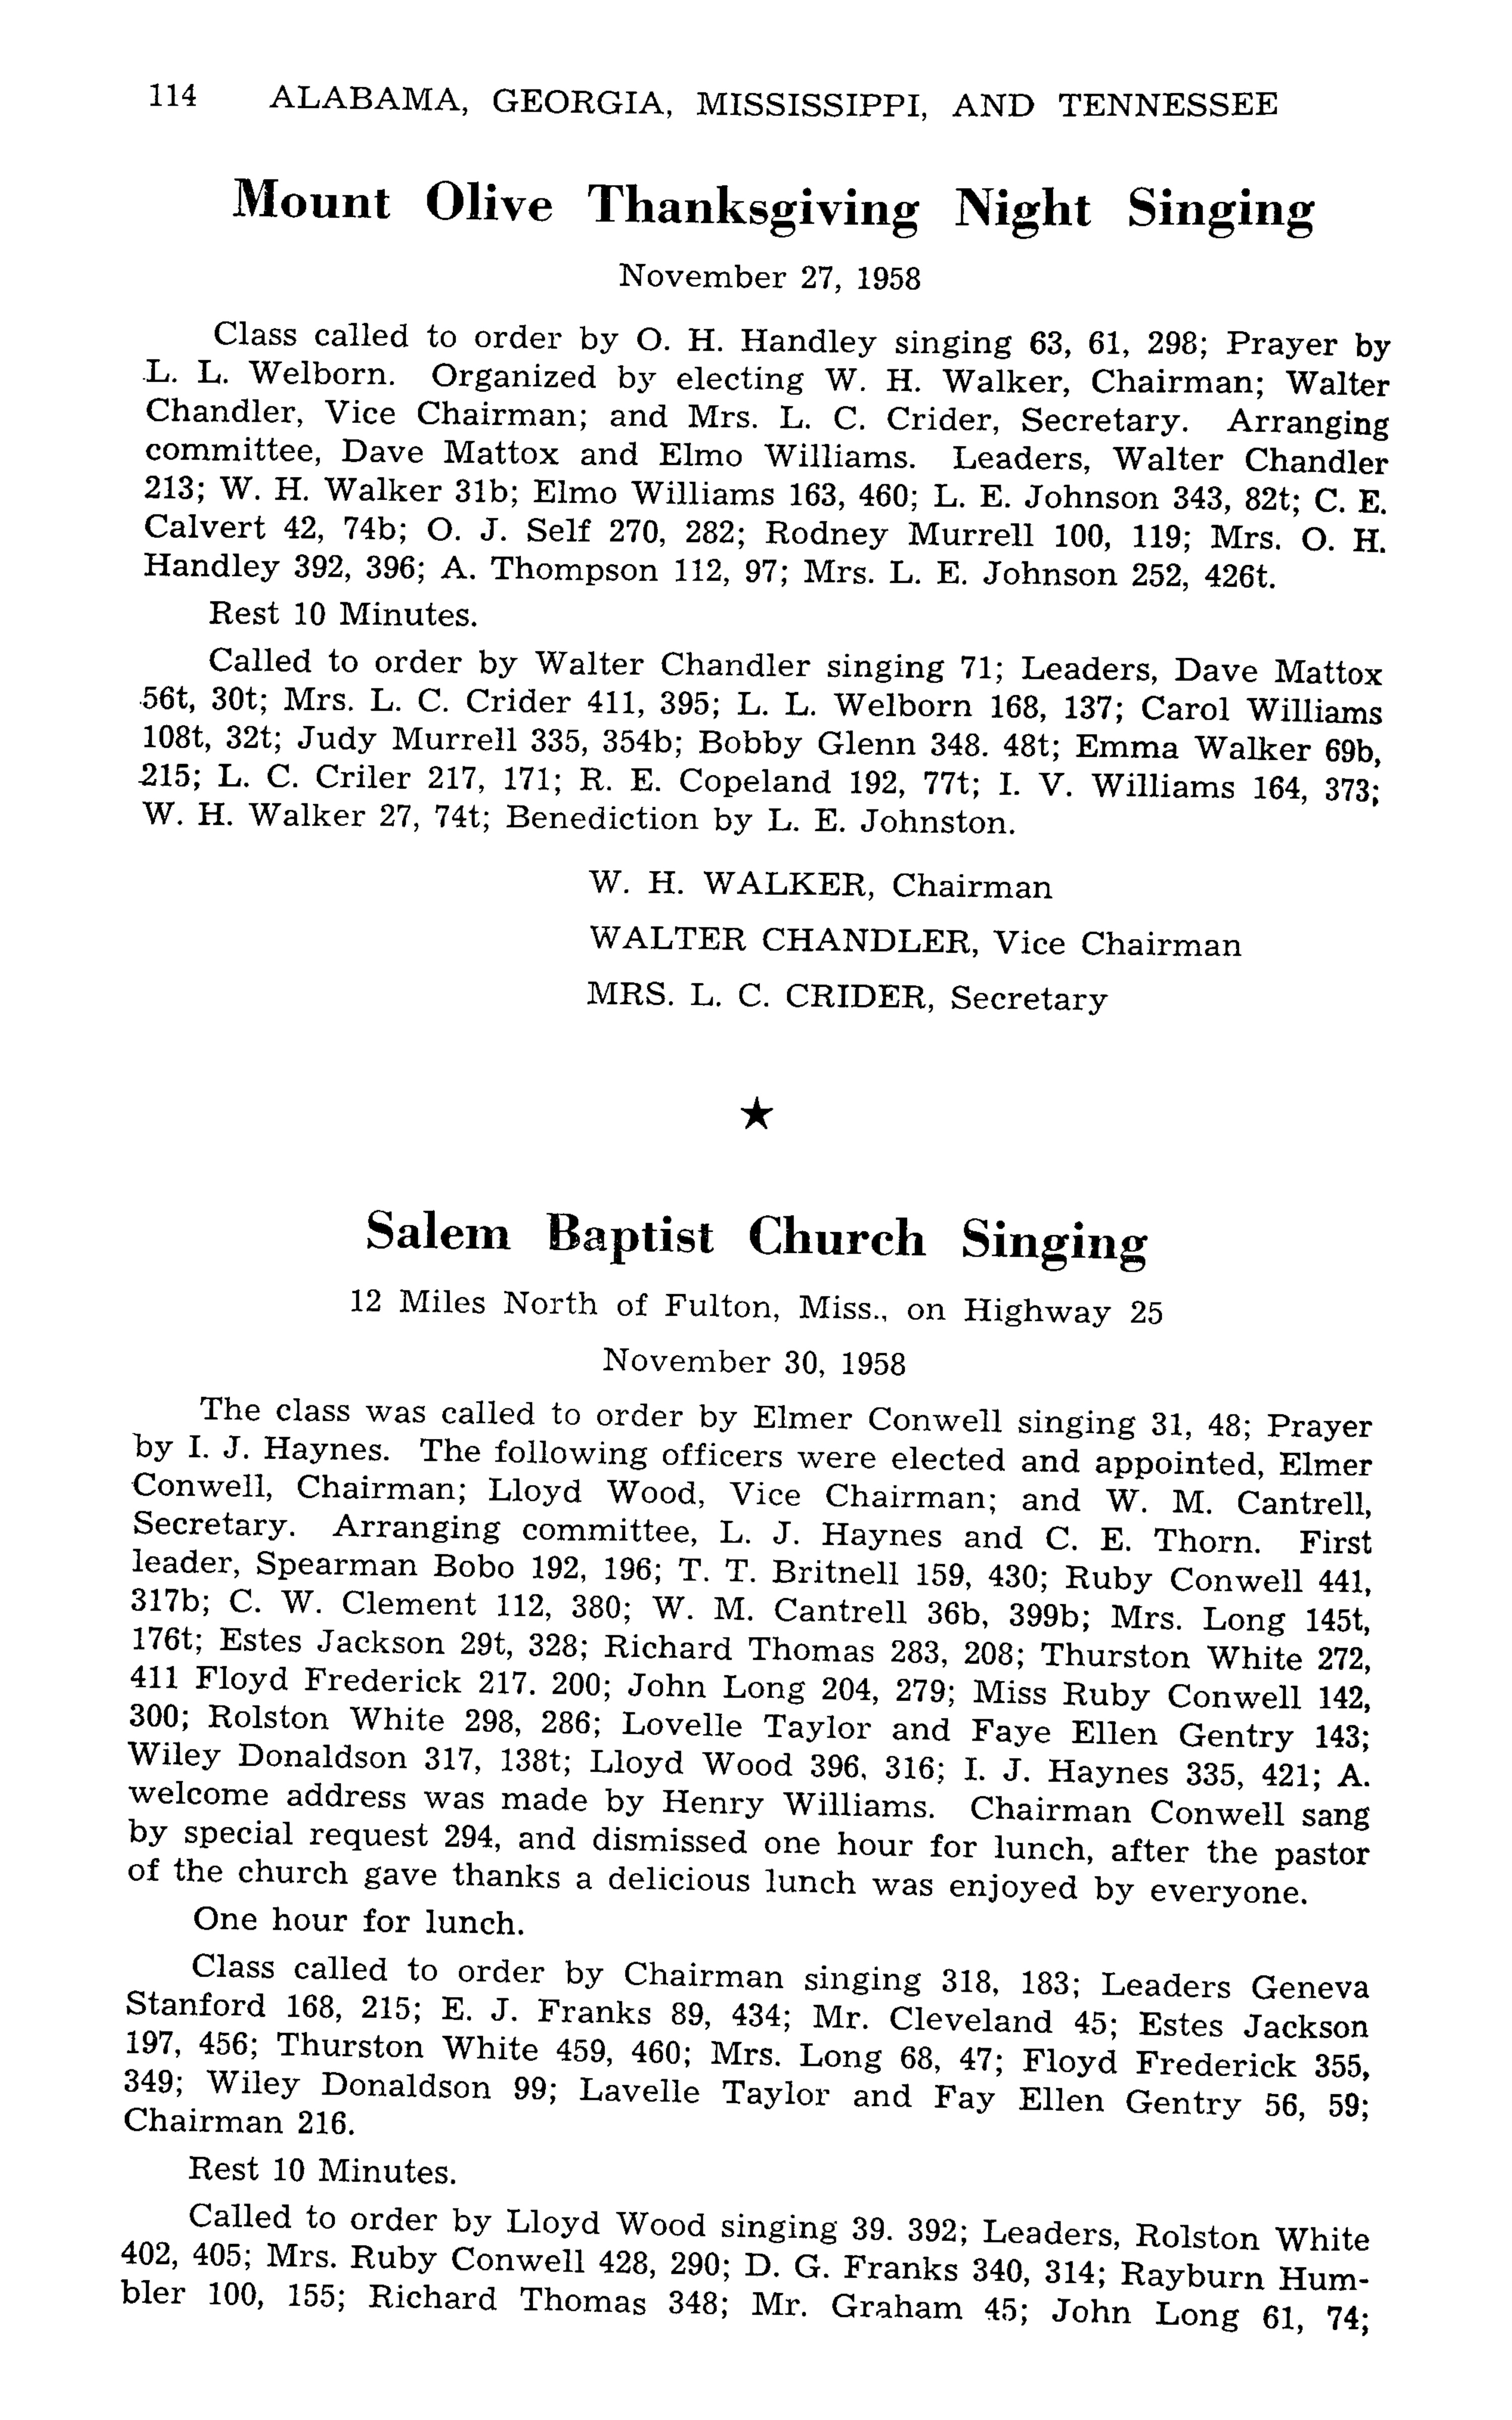 114 ALABAMA, GEORGIA, MISSISSIPPI, AND TENNESSEE
Mount Olive Thanksgiving Night Singing
November 27, 1958
Class called to order by O. H. Handley singing 63, 61, 298; Prayer by
L. L. Welborn. Organized by electing W. H. Walker, Chairman; Walter
Chandler, Vice Chairman; and Mrs. L. C. Crider, Secretary. Arranging
committee, Dave Mattox and Elmo Williams. Leaders, Walter Chandler
213; W. H. Walker 31b; Elmo Williams 163, 460; L. E. Johnson 343, 82t; C. E.
Calvert 42, 74b; O. J. Self 270, 282; Rodney Murrell 100, 119; Mrs. O. H.
Handley 392, 396; A. Thompson 112, 97; Mrs. L. E. Johnson 252, 426t.
Rest 10 Minutes.
Called to order by Walter Chandler singing 71; Leaders, Dave Mattox
56t, 30t; Mrs. L. C. Crider 411, 395; L. L. Welborn 168, 137; Carol Williams
108t, 32t; Judy Murrell 335, 354b; Bobby Glenn 348. 48t; Emma Walker 69b,
215; L. C. Criler 217, 171; R. E. Copeland 192, 77t; I. V. Williams 164, 373;
W. H. Walker 27, 74t; Benediction by L. E. Johnston.
W. H. WALKER, Chairman
WALTER CHANDLER, Vice Chairman
MRS. L. C. CRIDER, Secretary
★
Salem Baptist Church Singing
12 Miles North of Fulton, Miss., on Highway 25
November 30, 1958
The class was called to order by Elmer Conwell singing 31, 48; Prayer
by I. J. Haynes. The following officers were elected and appointed, Elmer
Conwell, Chairman; Lloyd Wood, Vice Chairman; and W. M. Cantrell,
Secretary. Arranging committee, L. J. Haynes and C. E. Thorn. First
leader, Spearman Bobo 192, 196; T. T. Britnell 159, 430; Ruby Conwell 441,
317b; C. W. Clement 112, 380; W. M. Cantrell 36b, 399b; Mrs. Long 145t,
176t; Estes Jackson 29t, 328; Richard Thomas 283, 208; Thurston White 272,
411 Floyd Frederick 217. 200; John Long 204, 279; Miss Ruby Conwell 142,
300; Rolston White 298, 286; Lovelle Taylor and Faye Ellen Gentry 143;
Wiley Donaldson 317, 138t; Lloyd Wood 396, 316; I. J. Haynes 335, 421; A.
welcome address was made by Henry Williams. Chairman Conwell sang
by special request 294, and dismissed one hour for lunch, after the pastor
of the church gave thanks a delicious lunch was enjoyed by everyone.
One hour for lunch.
Class called to order by Chairman singing 318, 183; Leaders Geneva
Stanford 168, 215; E. J. Franks 89, 434; Mr. Cleveland 45; Estes Jackson
197, 456; Thurston White 459, 460; Mrs. Long 68, 47; Floyd Frederick 355,
349; Wiley Donaldson 99; Lavelle Taylor and Fay Ellen Gentry 56, 59;
Chairman 216.
Rest 10 Minutes.
Called to order by Lloyd Wood singing 39. 392; Leaders, Rolston White
402, 405; Mrs. Ruby Conwell 428, 290; D. G. Franks 340, 314; Rayburn Hum-
bler 100, 155; Richard Thomas 348; Mr. Graham 45; John Long 61, 74;